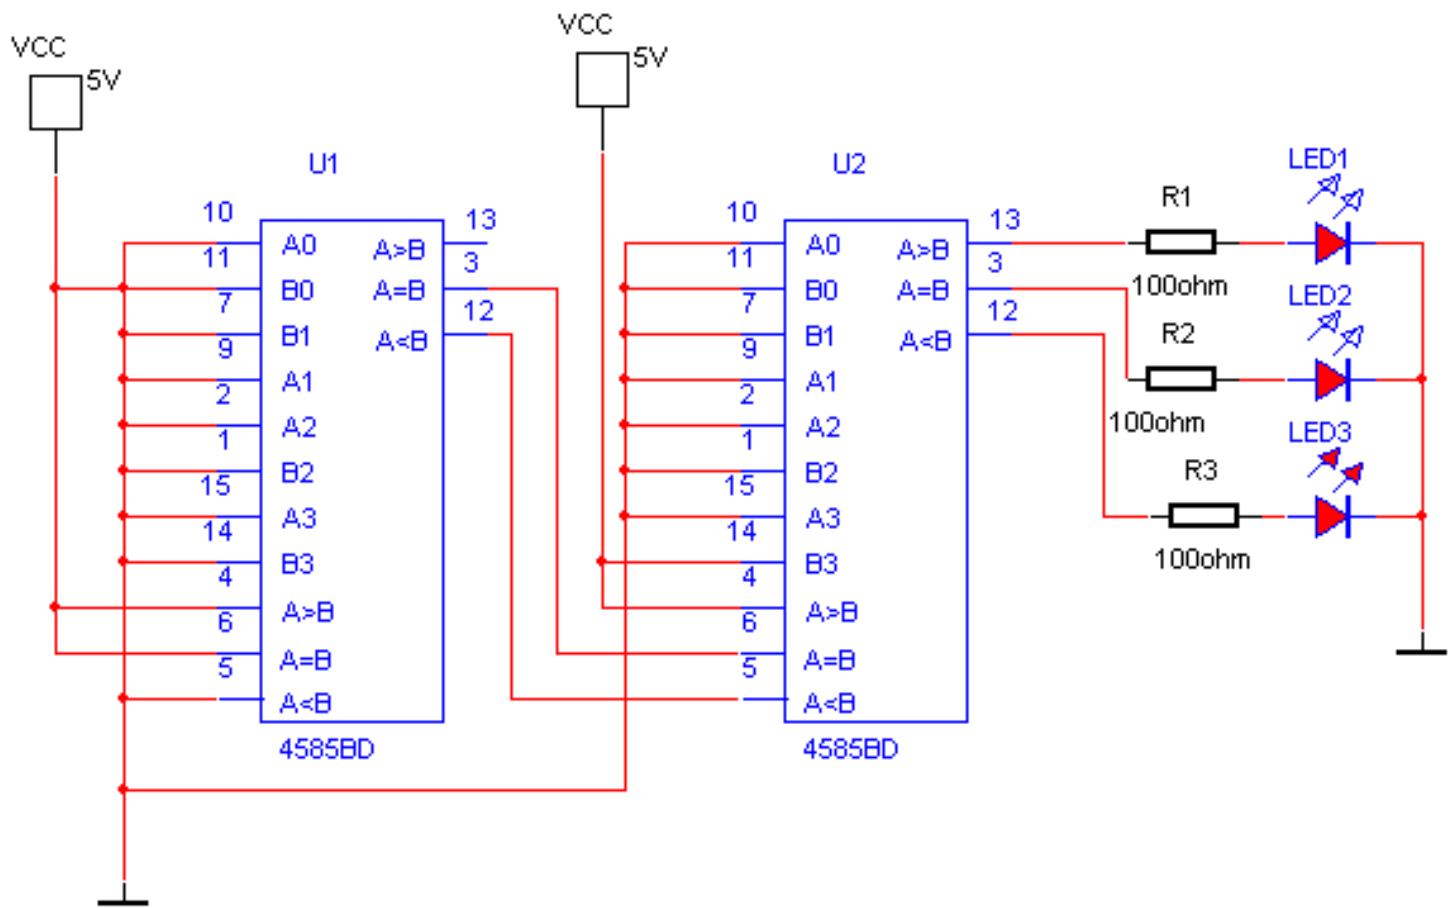 VCC
5V
VCC
5V
U1
10
11
7
9
2
1
15
14
4
6
5
A0
B0
B1
A1
A2
B2
A3
B3
A>B
A=B
A<B
A>B
A=B
A<B
13
3
12
4585BD
U2
10
11
7
9
2
1
15
14
4
6
5
A0
B0
B1
A1
A2
B2
A3
B3
A>B
A=B
A<B
A>B
A=B
A<B
13
3
12
4585BD
R1
100ohm
LED1
R2
100ohm
LED2
R3
100ohm
LED3